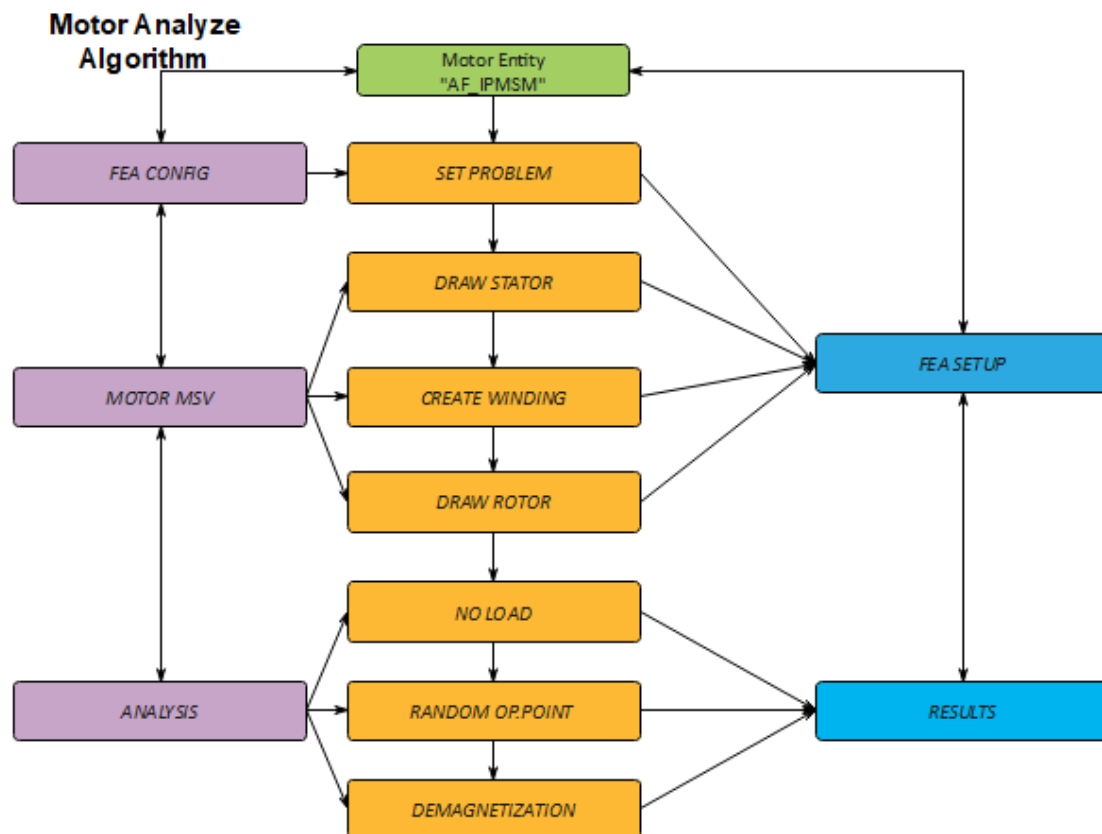 Motor Analyze
Algorithm
Motor Entity
"AF_IPMSM"
FEA CONFIG
SET PROBLEM
DRAW STATOR
FEA SETUP
MOTOR MSV
CREATE WINDING
DRAW ROTOR
NO LOAD
ANALYSIS
RANDOM OP.POINT
RESULTS
DEMAGNETIZATION